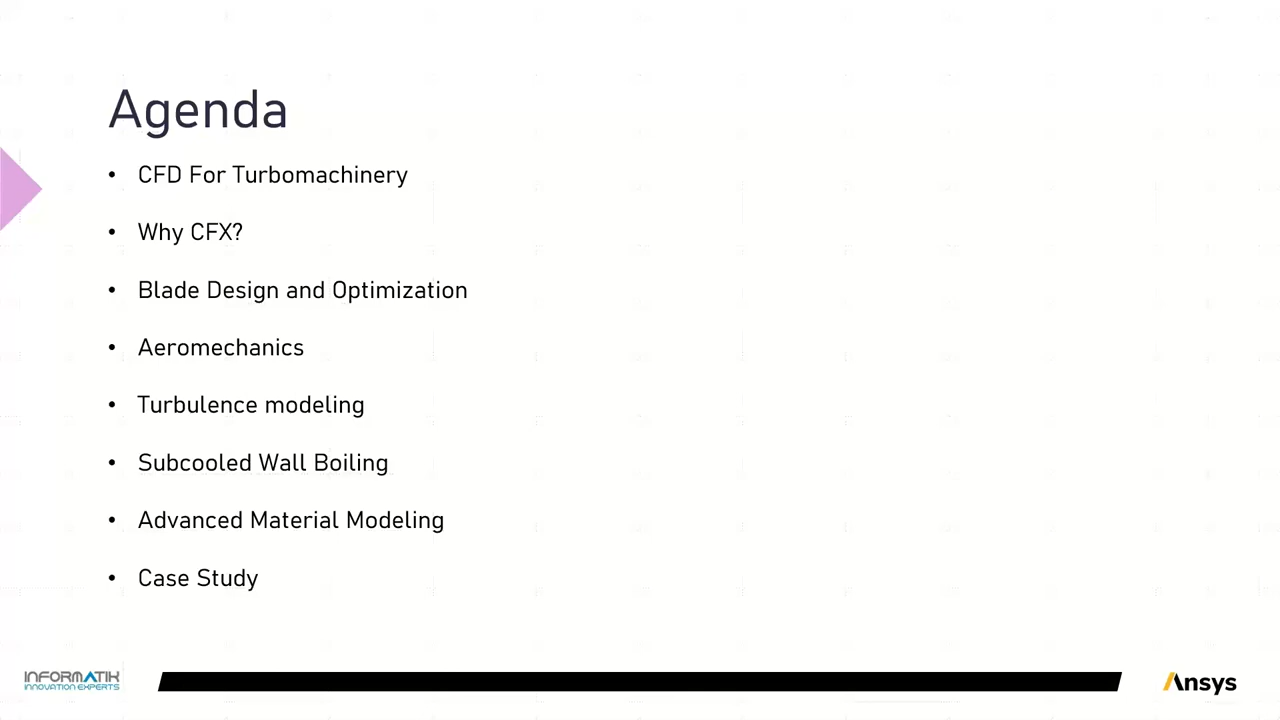 Agenda
• CFD For Turbomachinery
• Why CFX?
• Blade Design and Optimization
• Aeromechanics
• Turbulence modeling
• Subcooled Wall Boiling
• Advanced Material Modeling
• Case Study
INFORMATIK
INNOVATION EXPERTS
Ansys